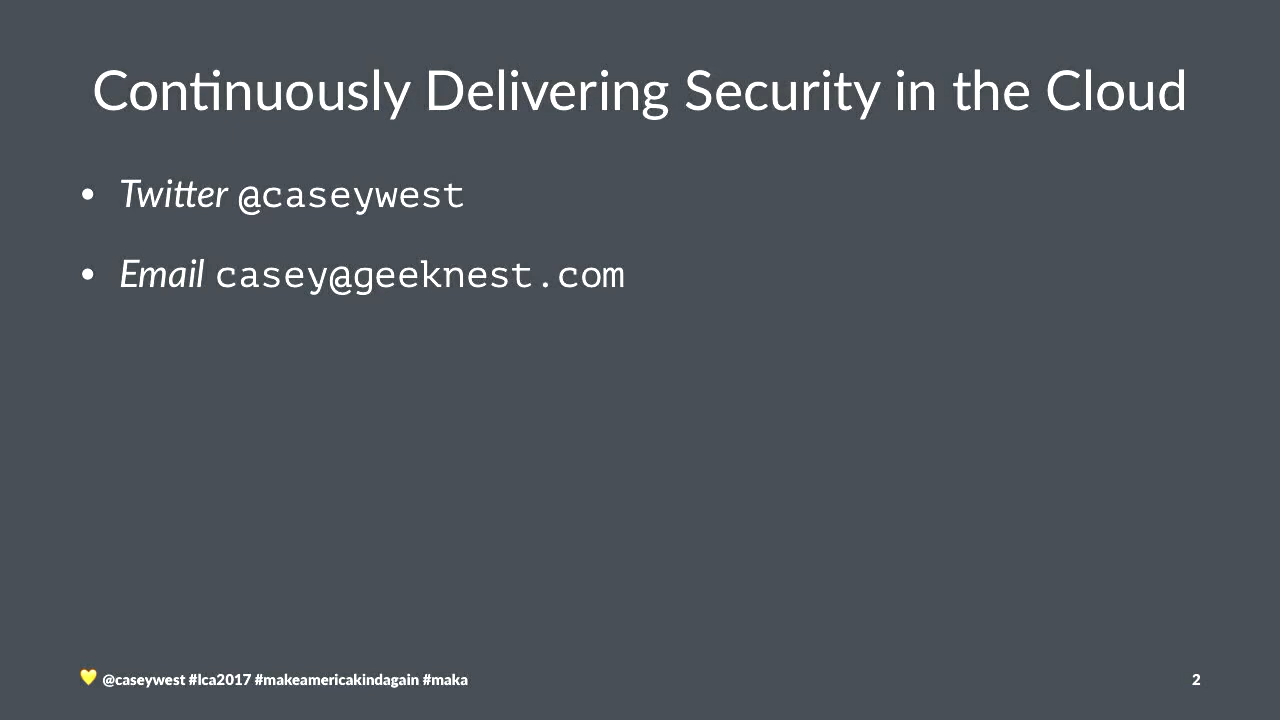 Continuously Delivering Security in the Cloud
• Twitter @caseywest
• Email casey@geeknest.com
💛 @caseywest #lca2017 #makeamericakindagain #maka
2